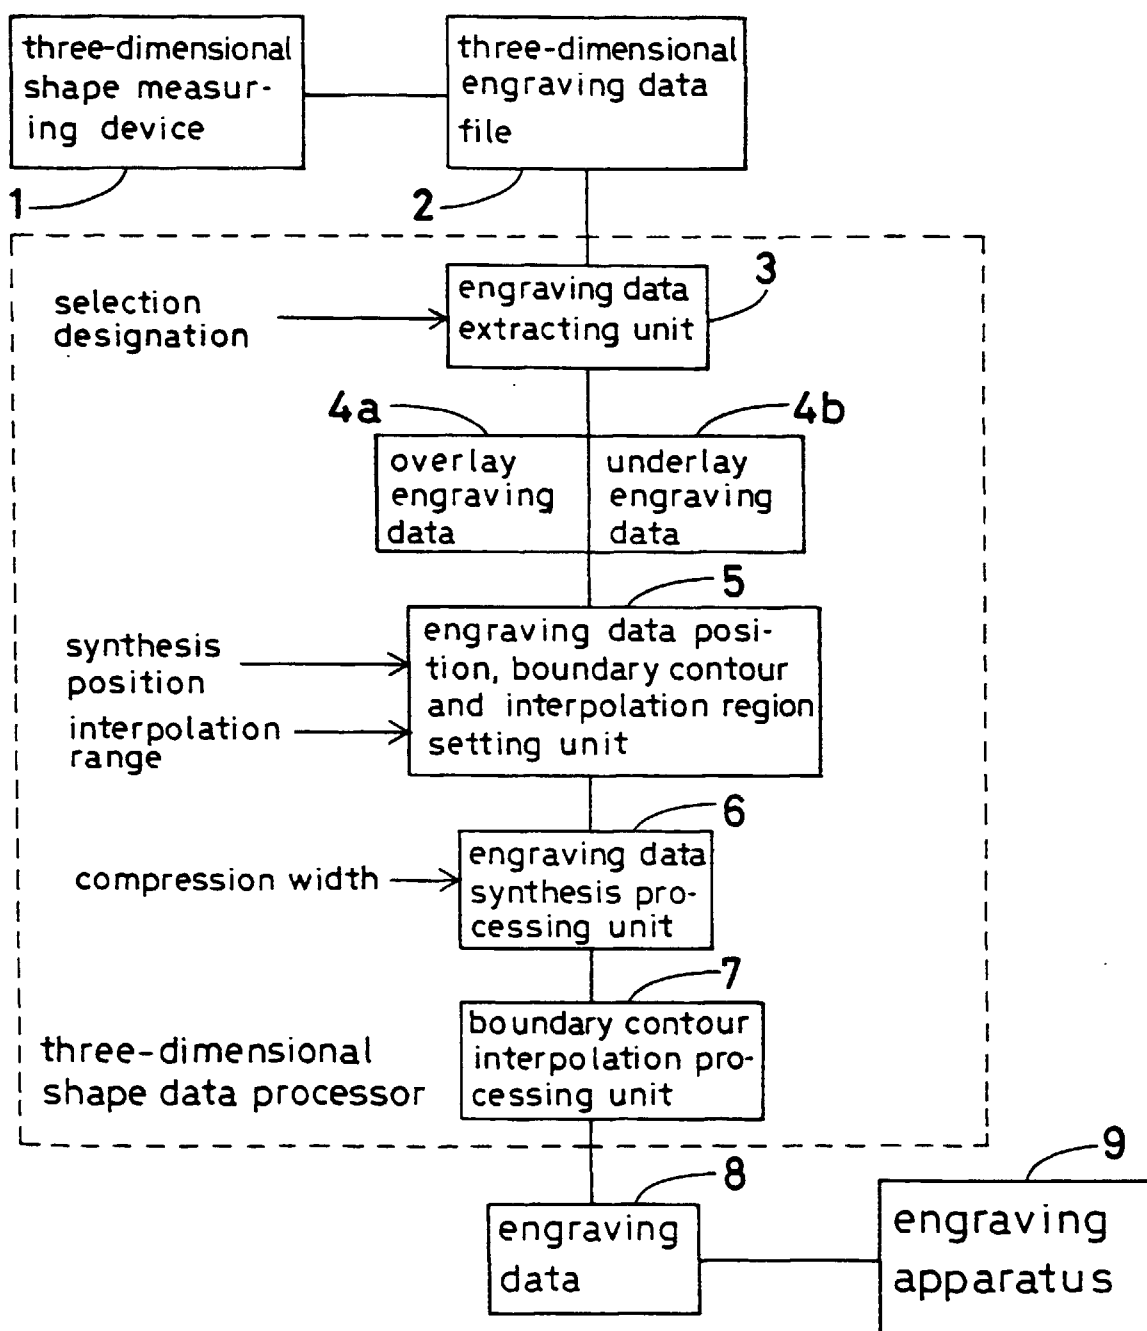 three-dimensional
shape measur-
ing device
1
three-dimensional
engraving data
file
2
engraving data
extracting unit
3
selection
designation
4a
4b
overlay
engraving
data
underlay
engraving
data
5
engraving data posi-
tion, boundary contour
and interpolation region
setting unit
synthesis
position
interpolation
range
6
engraving data
synthesis pro-
cessing unit
compression width
7
boundary contour
interpolation pro-
cessing unit
three-dimensional
shape data processor
8
engraving
data
9
engraving
apparatus